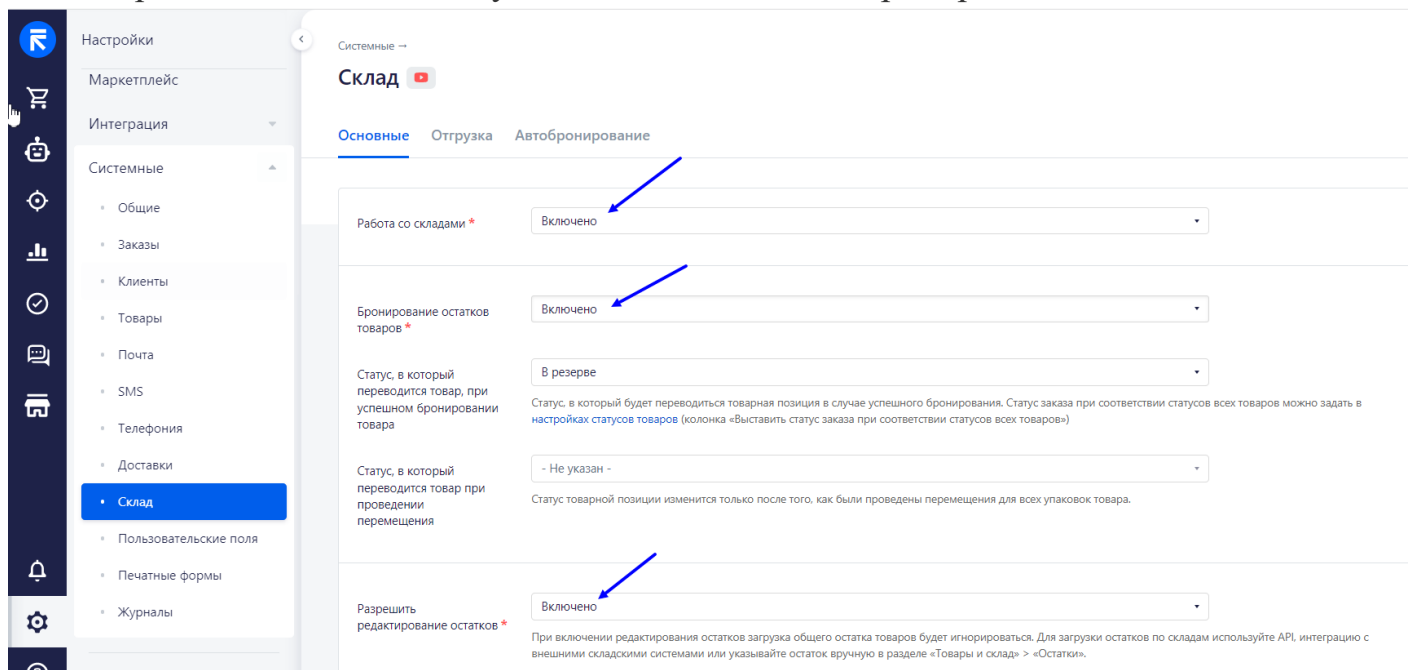 Настройки
Маркетплейс
Интеграция
Системные
Общие
Заказы
Клиенты
Товары
Почта
SMS
Телефония
Доставки
Склад
Пользовательские поля
Печатные формы
Журналы
Системные →
Склад
Основные Отгрузка Автобронирование
Работа со складами * Включено
Бронирование остатков
товаров *
Включено
Статус, в который
переводится товар, при
успешном бронировании
товара
В резерве
Статус, в который будет переводиться товарная позиция в случае успешного бронирования. Статус заказа при соответствии статусов всех товаров можно задать в
настройках статусов товаров (колонка «Выставить статус заказа при соответствии статусов всех товаров»)
Статус, в который
переводится товар при
проведении
перемещения
- Не указан -
Статус товарной позиции изменится только после того, как были проведены перемещения для всех упаковок товара.
Разрешить
редактирование остатков *
Включено
При включении редактирования остатков загрузка общего остатка товаров будет игнорироваться. Для загрузки остатков по складам используйте API, интеграцию с
внешними складскими системами или указывайте остаток вручную в разделе «Товары и склад» > «Остатки».